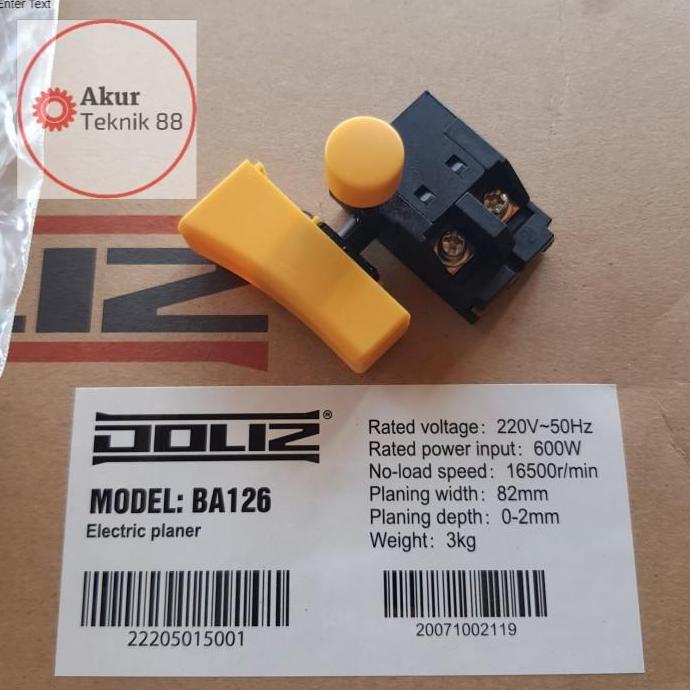 Enter Text
Akur
Teknik 88
DOLIZ
DOLIZ®
MODEL: BA126
Electric planer
22205015001
Rated voltage: 220V~50Hz
Rated power input: 600W
No-load speed: 16500r/min
Planing width: 82mm
Planing depth: 0-2mm
Weight: 3kg
20071002119